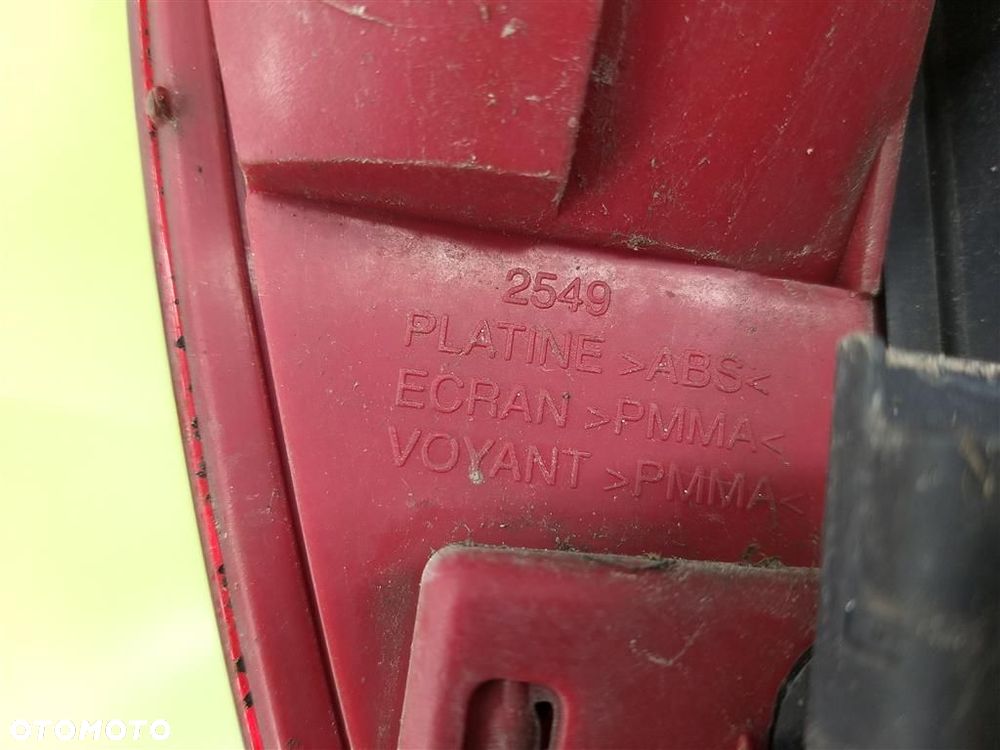 2549
PLATINE >ABS<
ECRAN >PMMA<
VOYANT >PMMA<
OTOMOTO